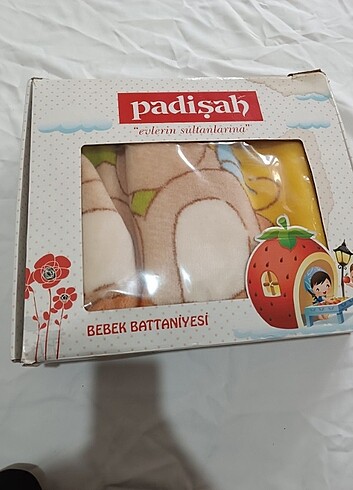 padişah
"evlerin sultanlarına"
BEBEK BATTANİYESİ